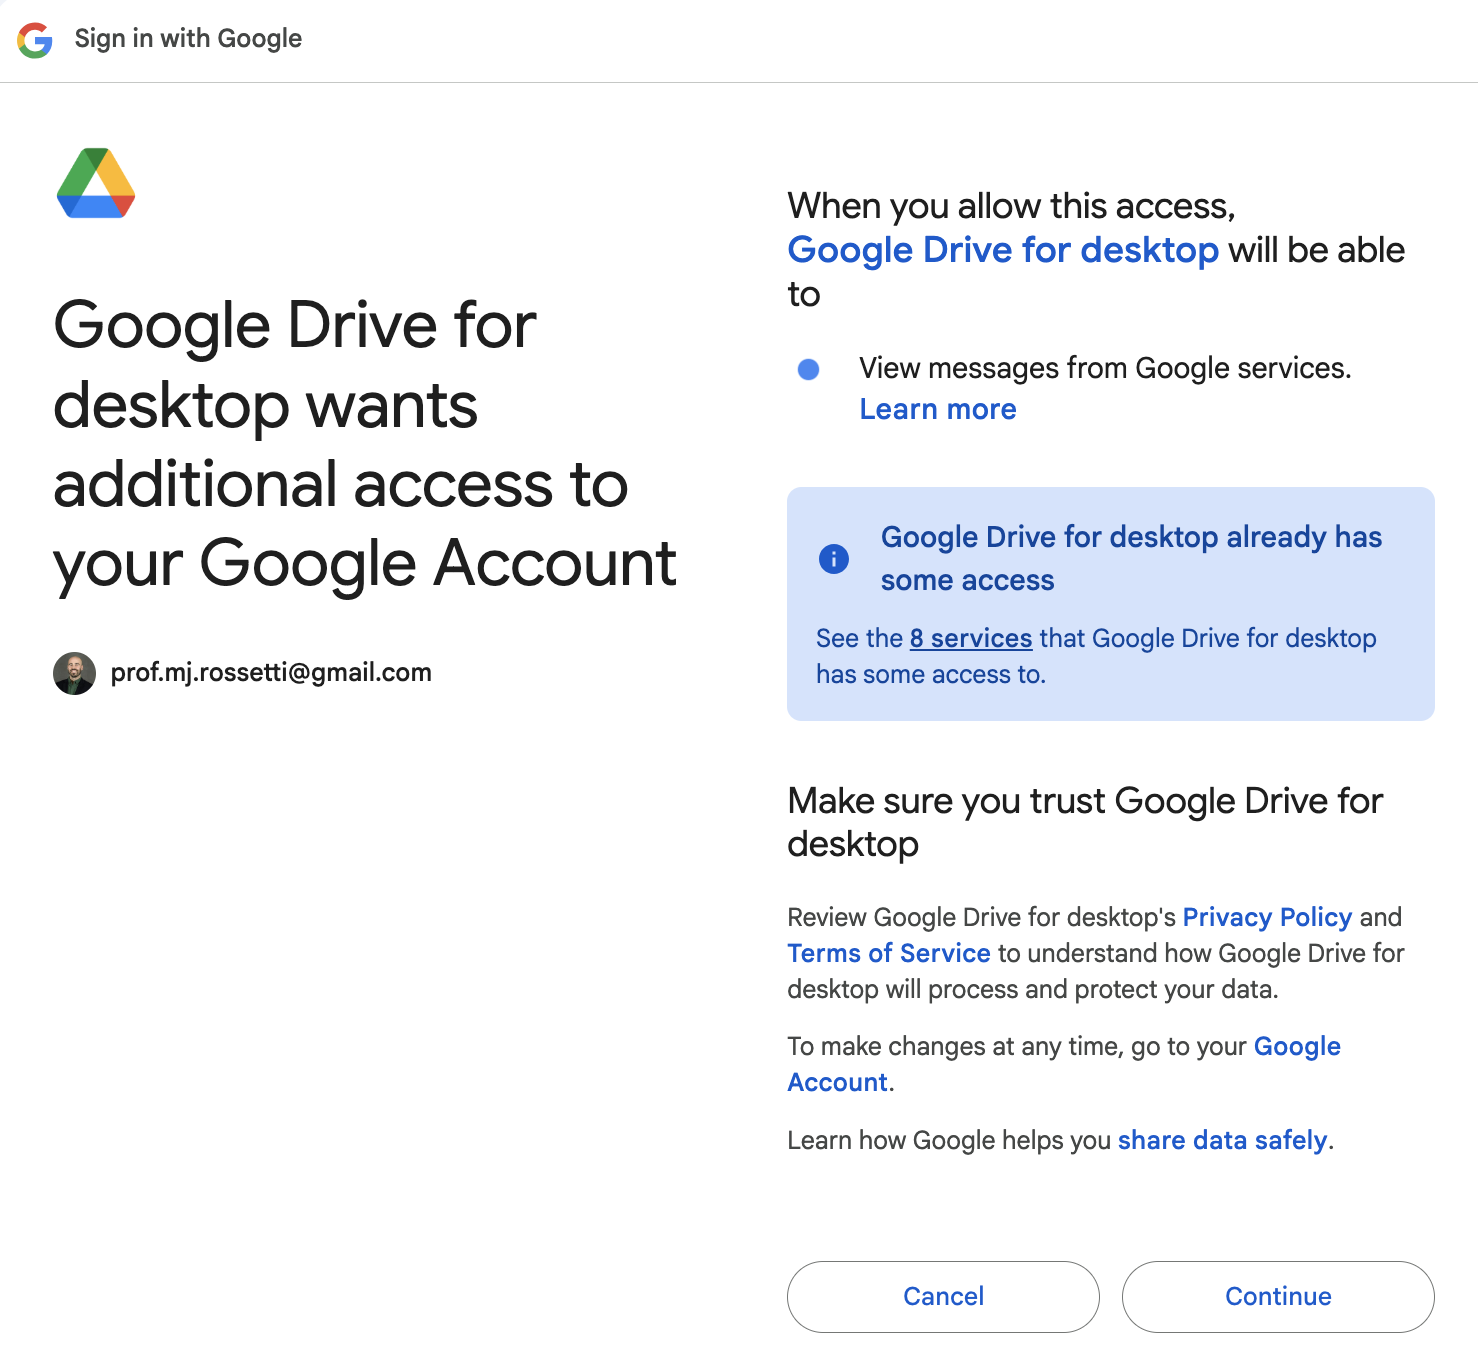 Sign in with Google
Google Drive for
desktop wants
additional access to
your Google Account
prof.mj.rossetti@gmail.com
When you allow this access,
Google Drive for desktop will be able
to
View messages from Google services.
Learn more
Google Drive for desktop already has
some access
See the 8 services that Google Drive for desktop
has some access to.
Make sure you trust Google Drive for
desktop
Review Google Drive for desktop's Privacy Policy and
Terms of Service to understand how Google Drive for
desktop will process and protect your data.
To make changes at any time, go to your Google
Account.
Learn how Google helps you share data safely.
Cancel
Continue